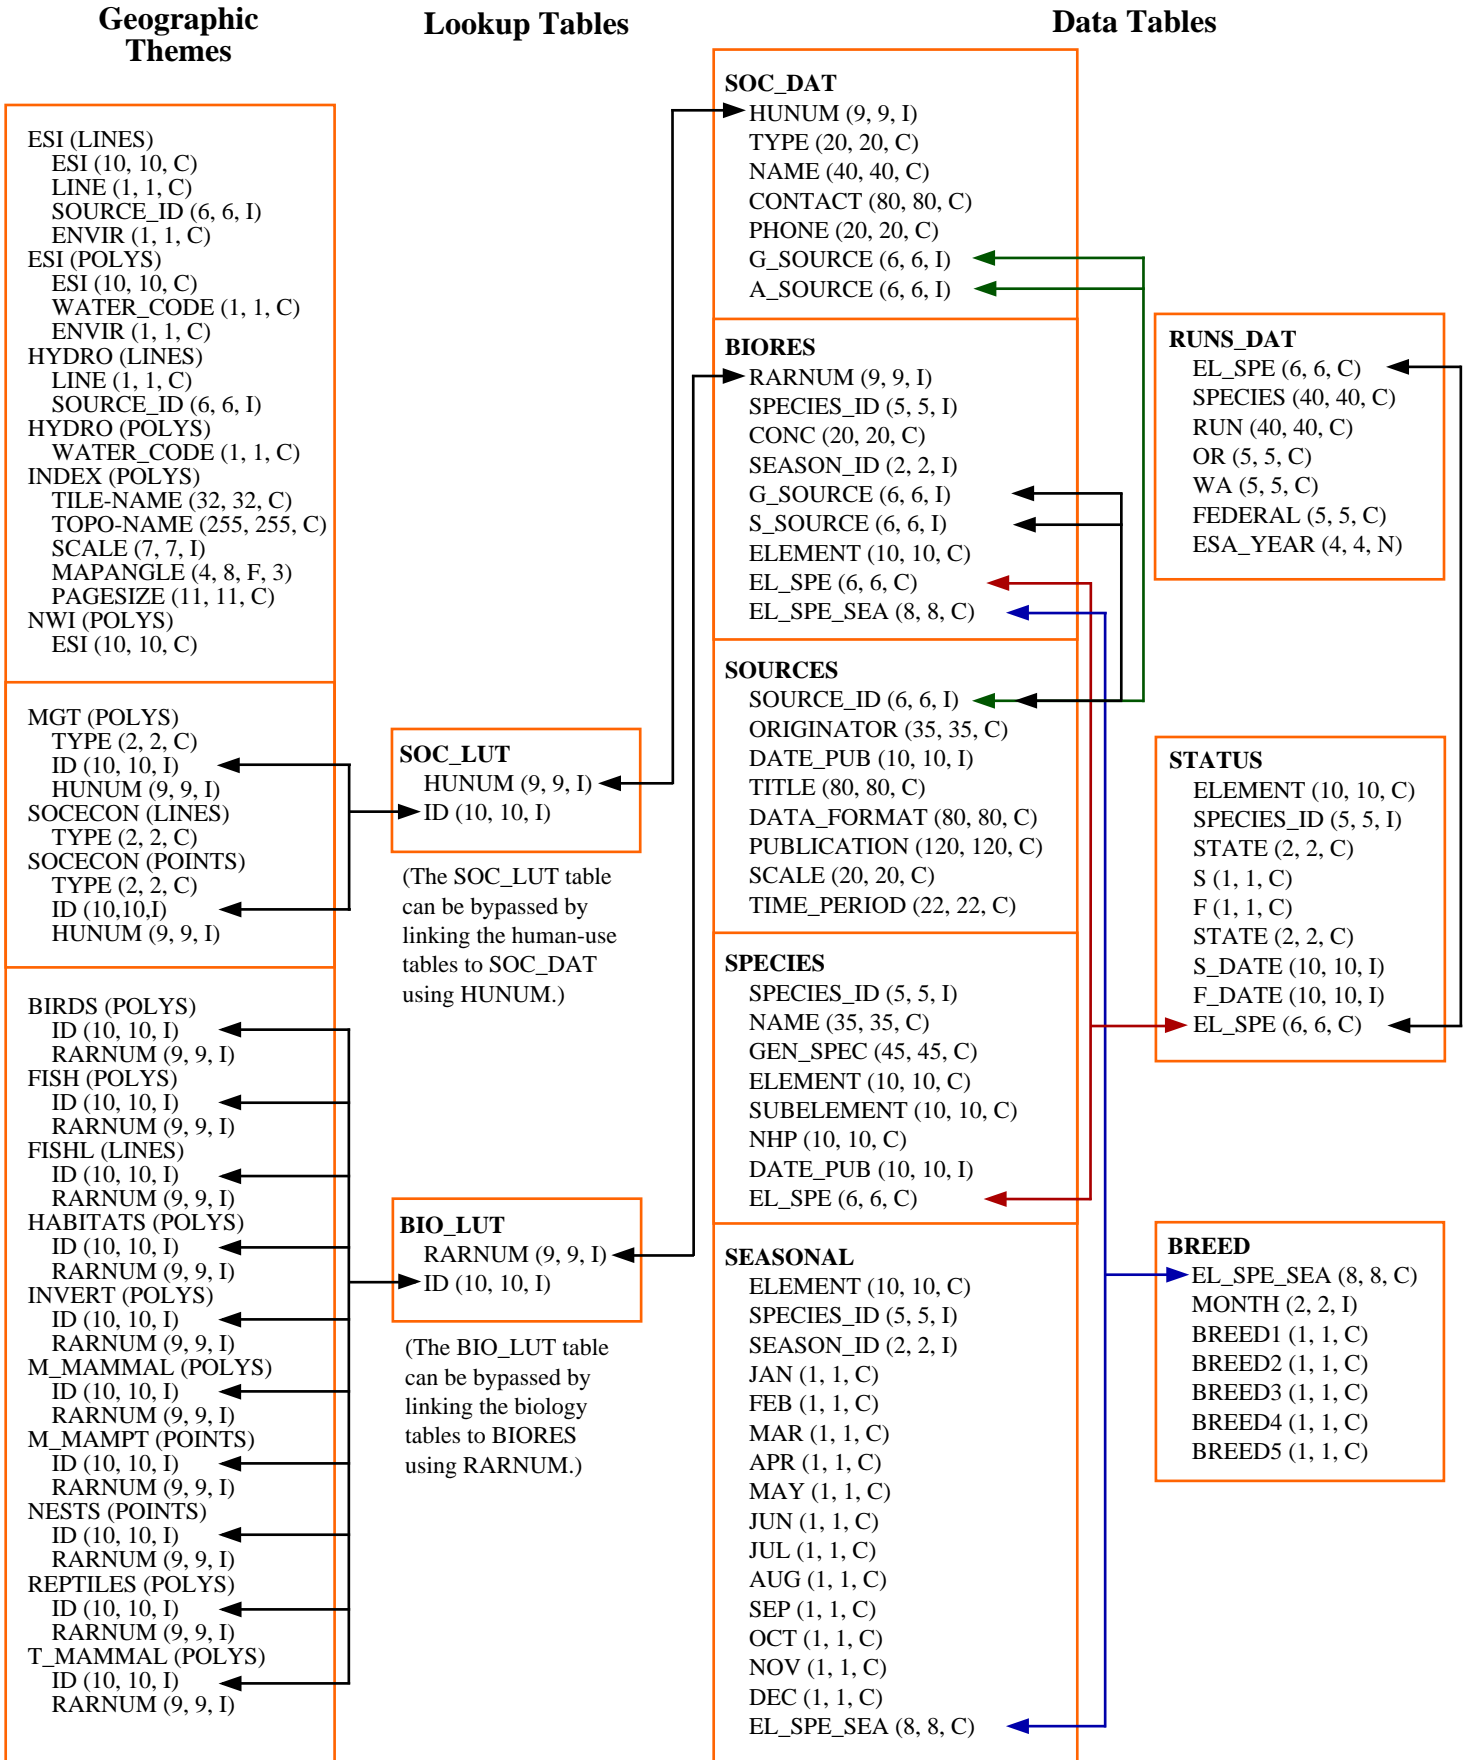 Geographic
Themes
Lookup Tables
Data Tables
ESI (LINES)
ESI (10, 10, C)
LINE (1, 1, C)
SOURCE_ID (6, 6, I)
ENVIR (1, 1, C)
ESI (POLYS)
ESI (10, 10, C)
WATER_CODE (1, 1, C)
ENVIR (1, 1, C)
HYDRO (LINES)
LINE (1, 1, C)
SOURCE_ID (6, 6, I)
HYDRO (POLYS)
WATER_CODE (1, 1, C)
INDEX (POLYS)
TILE-NAME (32, 32, C)
TOPO-NAME (255, 255, C)
SCALE (7, 7, I)
MAPANGLE (4, 8, F, 3)
PAGESIZE (11, 11, C)
NWI (POLYS)
ESI (10, 10, C)
MGT (POLYS)
TYPE (2, 2, C)
ID (10, 10, I)
HUNUM (9, 9, I)
SOCECON (LINES)
TYPE (2, 2, C)
SOCECON (POINTS)
TYPE (2, 2, C)
ID (10,10,I)
HUNUM (9, 9, I)
BIRDS (POLYS)
ID (10, 10, I)
RARNUM (9, 9, I)
FISH (POLYS)
ID (10, 10, I)
RARNUM (9, 9, I)
FISHL (LINES)
ID (10, 10, I)
RARNUM (9, 9, I)
HABITATS (POLYS)
ID (10, 10, I)
RARNUM (9, 9, I)
INVERT (POLYS)
ID (10, 10, I)
RARNUM (9, 9, I)
M_MAMMAL (POLYS)
ID (10, 10, I)
RARNUM (9, 9, I)
M_MAMPT (POINTS)
ID (10, 10, I)
RARNUM (9, 9, I)
NESTS (POINTS)
ID (10, 10, I)
RARNUM (9, 9, I)
REPTILES (POLYS)
ID (10, 10, I)
RARNUM (9, 9, I)
T_MAMMAL (POLYS)
ID (10, 10, I)
RARNUM (9, 9, I)
SOC_LUT
HUNUM (9, 9, I)
ID (10, 10, I)
(The SOC_LUT table
can be bypassed by
linking the human-use
tables to SOC_DAT
using HUNUM.)
BIO_LUT
RARNUM (9, 9, I)
ID (10, 10, I)
(The BIO_LUT table
can be bypassed by
linking the biology
tables to BIORES
using RARNUM.)
SOC_DAT
HUNUM (9, 9, I)
TYPE (20, 20, C)
NAME (40, 40, C)
CONTACT (80, 80, C)
PHONE (20, 20, C)
G_SOURCE (6, 6, I)
A_SOURCE (6, 6, I)
BIORES
RARNUM (9, 9, I)
SPECIES_ID (5, 5, I)
CONC (20, 20, C)
SEASON_ID (2, 2, I)
G_SOURCE (6, 6, I)
S_SOURCE (6, 6, I)
ELEMENT (10, 10, C)
EL_SPE (6, 6, C)
EL_SPE_SEA (8, 8, C)
SOURCES
SOURCE_ID (6, 6, I)
ORIGINATOR (35, 35, C)
DATE_PUB (10, 10, I)
TITLE (80, 80, C)
DATA_FORMAT (80, 80, C)
PUBLICATION (120, 120, C)
SCALE (20, 20, C)
TIME_PERIOD (22, 22, C)
SPECIES
SPECIES_ID (5, 5, I)
NAME (35, 35, C)
GEN_SPEC (45, 45, C)
ELEMENT (10, 10, C)
SUBELEMENT (10, 10, C)
NHP (10, 10, C)
DATE_PUB (10, 10, I)
EL_SPE (6, 6, C)
SEASONAL
ELEMENT (10, 10, C)
SPECIES_ID (5, 5, I)
SEASON_ID (2, 2, I)
JAN (1, 1, C)
FEB (1, 1, C)
MAR (1, 1, C)
APR (1, 1, C)
MAY (1, 1, C)
JUN (1, 1, C)
JUL (1, 1, C)
AUG (1, 1, C)
SEP (1, 1, C)
OCT (1, 1, C)
NOV (1, 1, C)
DEC (1, 1, C)
EL_SPE_SEA (8, 8, C)
RUNS_DAT
EL_SPE (6, 6, C)
SPECIES (40, 40, C)
RUN (40, 40, C)
OR (5, 5, C)
WA (5, 5, C)
FEDERAL (5, 5, C)
ESA_YEAR (4, 4, N)
STATUS
ELEMENT (10, 10, C)
SPECIES_ID (5, 5, I)
STATE (2, 2, C)
S (1, 1, C)
F (1, 1, C)
STATE (2, 2, C)
S_DATE (10, 10, I)
F_DATE (10, 10, I)
EL_SPE (6, 6, C)
BREED
EL_SPE_SEA (8, 8, C)
MONTH (2, 2, I)
BREED1 (1, 1, C)
BREED2 (1, 1, C)
BREED3 (1, 1, C)
BREED4 (1, 1, C)
BREED5 (1, 1, C)